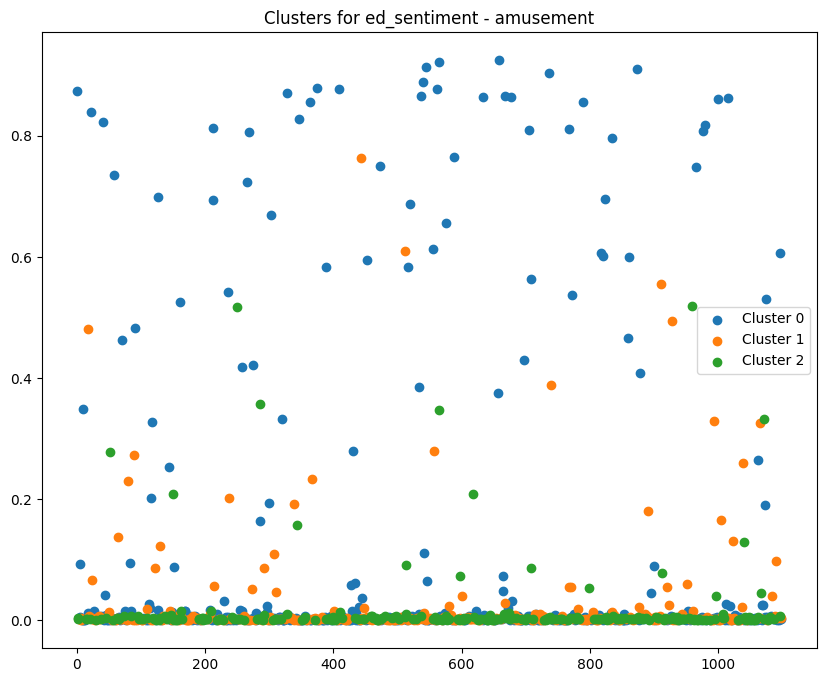 Clusters for ed_sentiment - amusement
0.8
0.6
0.4
0.2
0.0
Cluster 0
Cluster 1
Cluster 2
0 200 400 600 800 1000